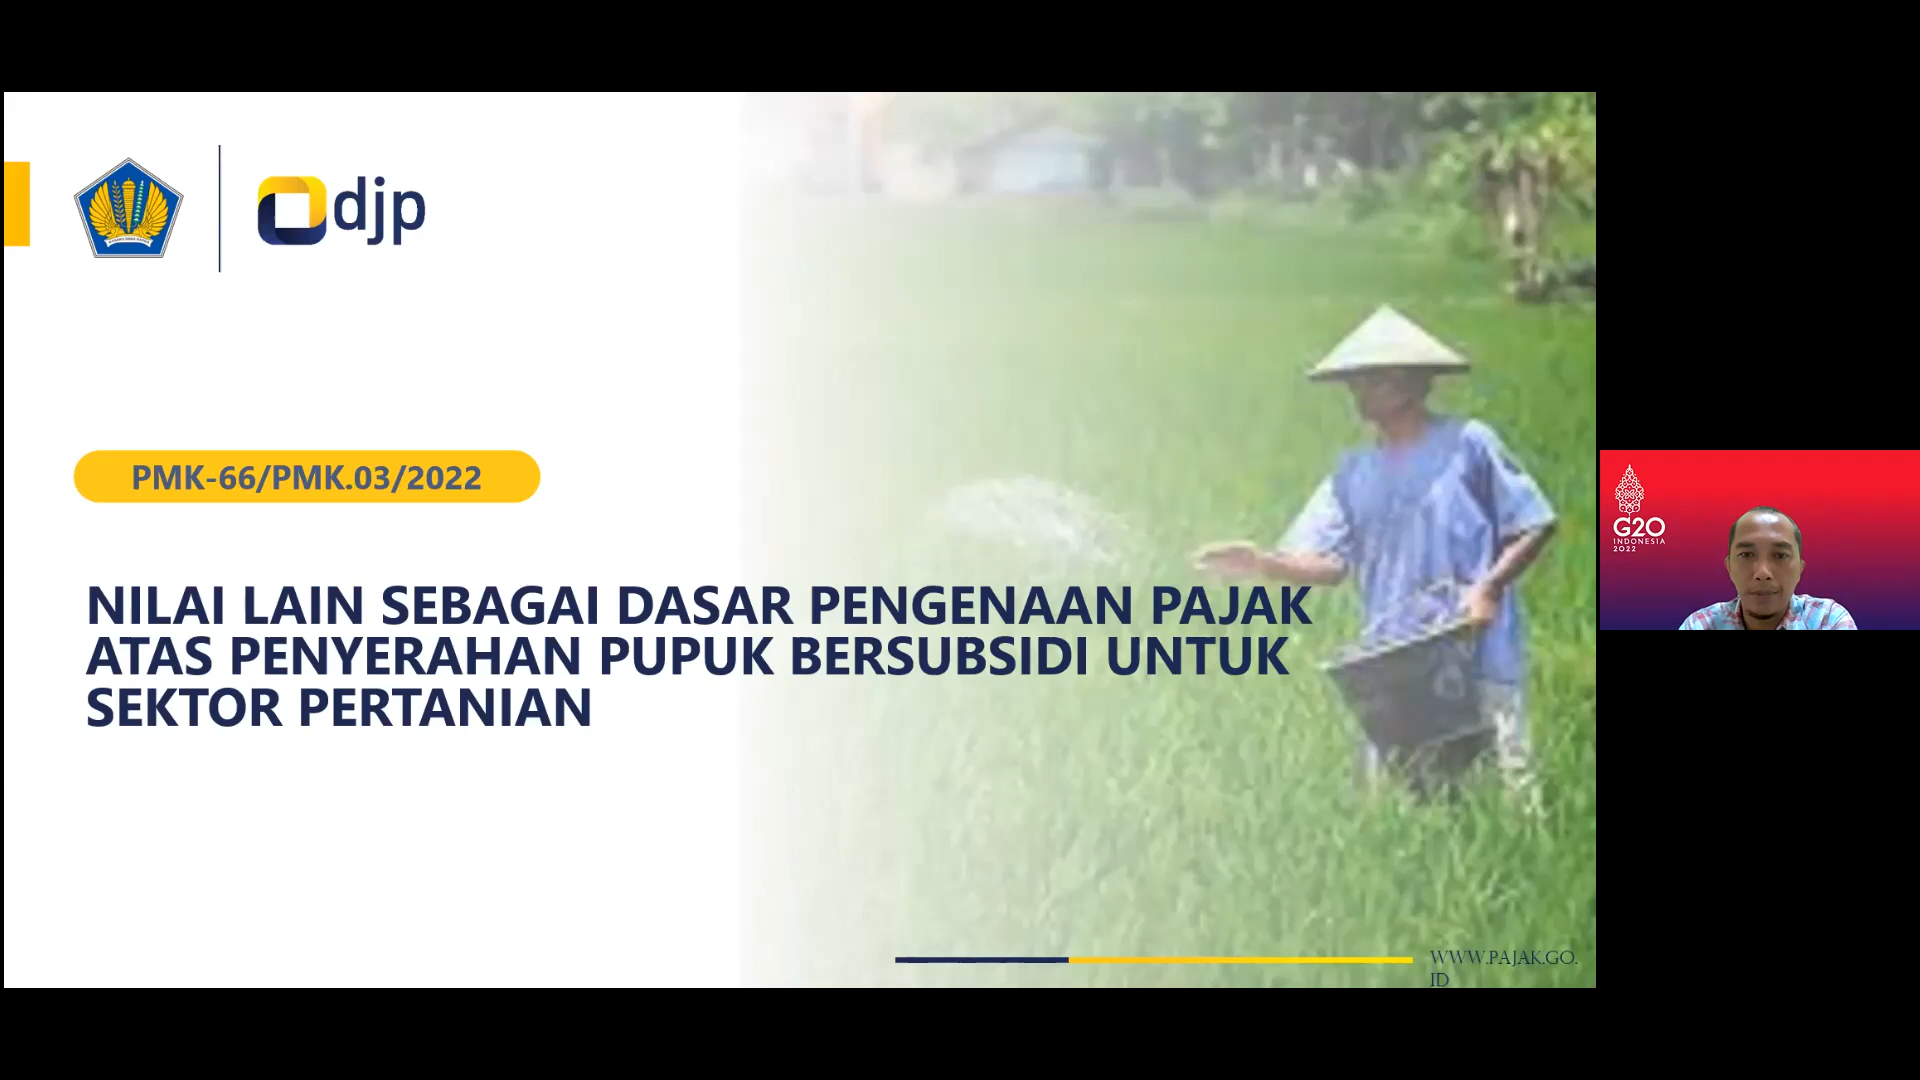 djp
PMK-66/PMK.03/2022
NILAI LAIN SEBAGAI DASAR PENGENAAN PAJAK
ATAS PENYERAHAN PUPUK BERSUBSIDI UNTUK
SEKTOR PERTANIAN
WWW.PAJAK.GO.
ID
G20
INDONESIA
2022